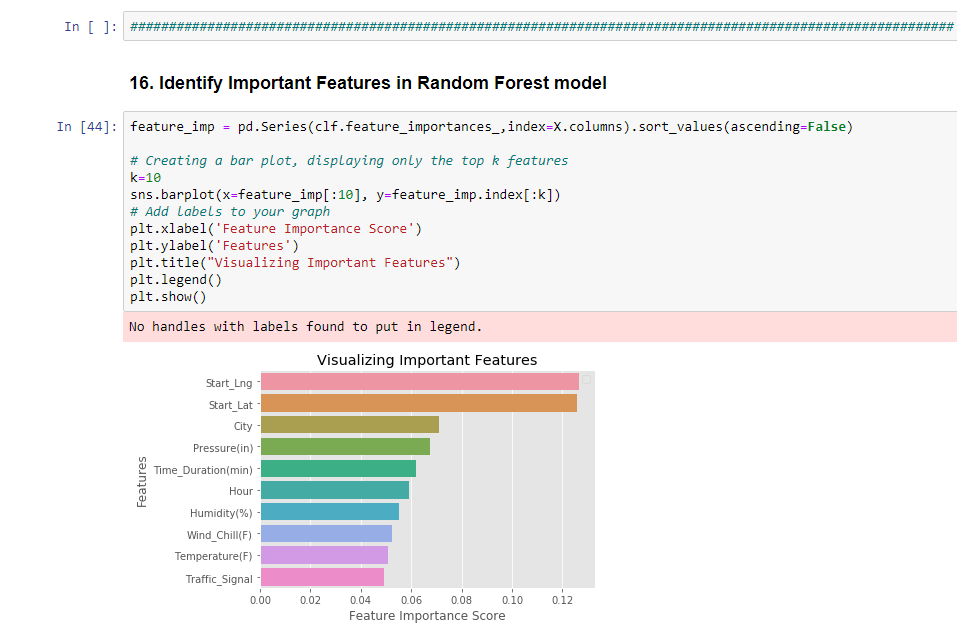 In [ ]: ###########################################################################################################
16. Identify Important Features in Random Forest model
In [44]: feature_imp = pd.Series(clf.feature_importances_,index=X.columns).sort_values(ascending=False)
# Creating a bar plot, displaying only the top k features
k=10
sns.barplot(x=feature_imp[:10], y=feature_imp.index[:k])
# Add labels to your graph
plt.xlabel('Feature Importance Score')
plt.ylabel('Features')
plt.title("Visualizing Important Features")
plt.legend()
plt.show()
No handles with labels found to put in legend.
Visualizing Important Features
Start_Lng
Start_Lat
City
Pressure(in)
Time_Duration(min)
Hour
Humidity(%)
Wind_Chill(F)
Temperature(F)
Traffic_Signal
Features
0.00 0.02 0.04 0.06 0.08 0.10 0.12
Feature Importance Score